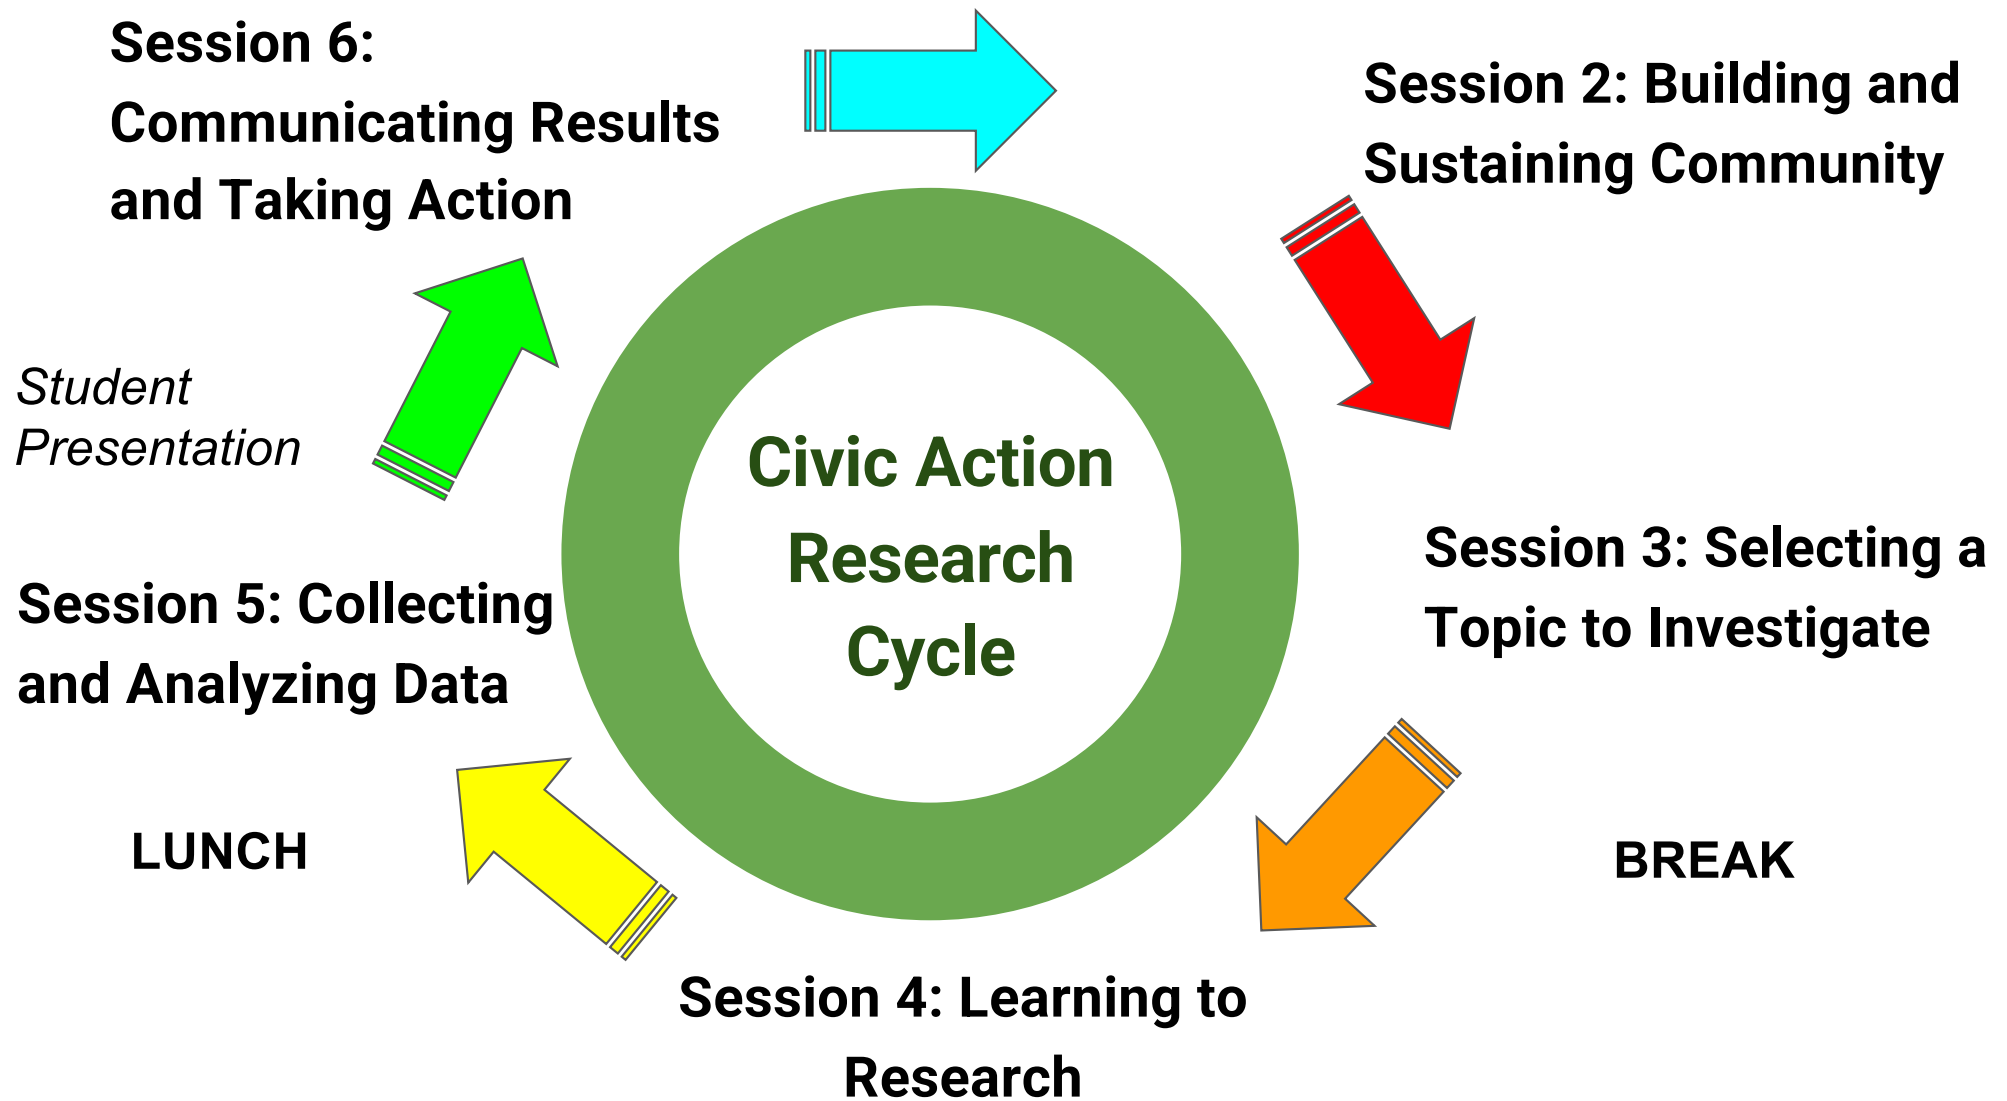 Session 6:
Communicating Results
and Taking Action
Session 2: Building and
Sustaining Community
Student
Presentation
Civic Action
Research
Cycle
Session 3: Selecting a
Topic to Investigate
Session 5: Collecting
and Analyzing Data
LUNCH
BREAK
Session 4: Learning to
Research